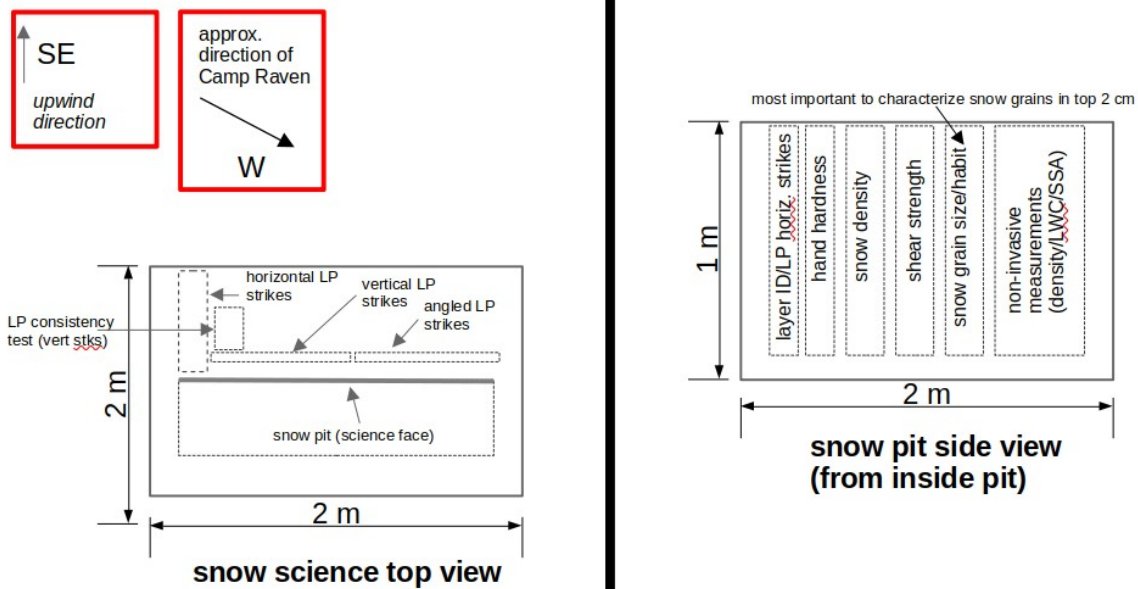 SE
upwind
direction
approx.
direction of
Camp Raven
W
horizontal LP
strikes
vertical LP
strikes
angled LP
strikes
LP consistency
test (vert stks)
2 m
snow pit (science face)
2 m
snow science top view
most important to characterize snow grains in top 2 cm
1 m
layer ID/LP horiz. strikes
hand hardness
snow density
shear strength
snow grain size/habit
non-invasive
measurements
(density/LWC/SSA)
2 m
snow pit side view
(from inside pit)